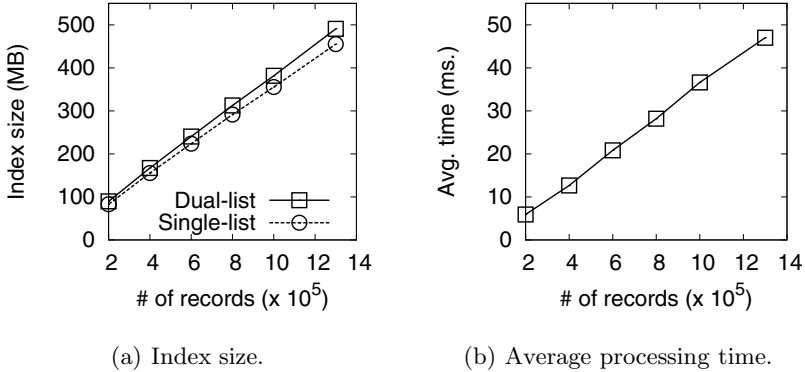 500
400
300
200
100
0
Index size (MB)
Dual-list
Single-list
2 4 6 8 10 12 14
# of records (x 10^5)
(a) Index size.
50
40
30
20
10
0
Avg. time (ms.)
2 4 6 8 10 12 14
# of records (x 10^5)
(b) Average processing time.